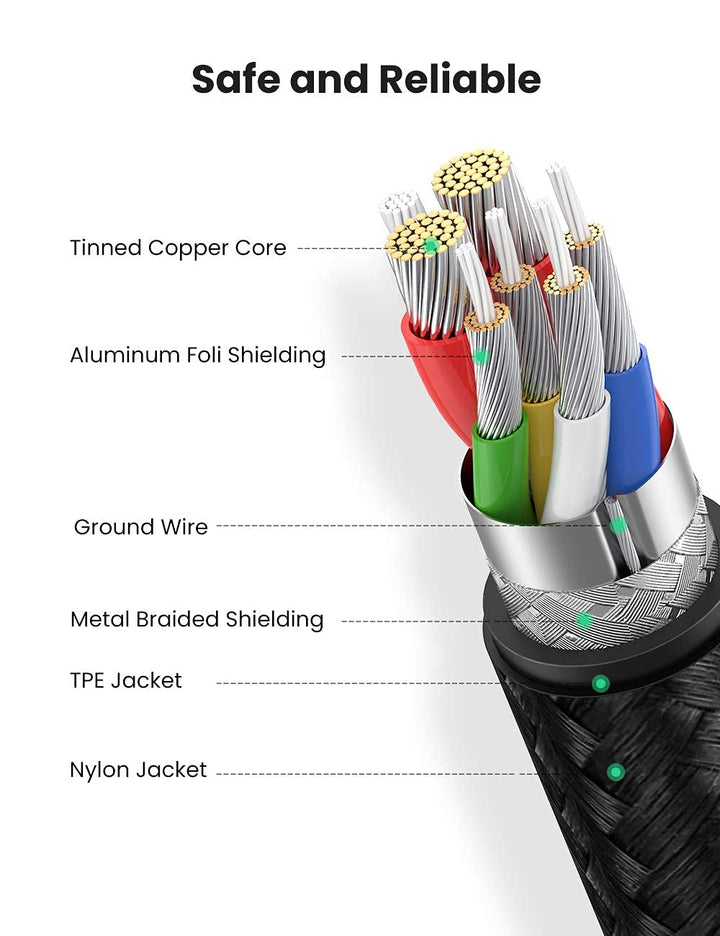 Safe and Reliable
Tinned Copper Core
Aluminum Foli Shielding
Ground Wire
Metal Braided Shielding
TPE Jacket
Nylon Jacket